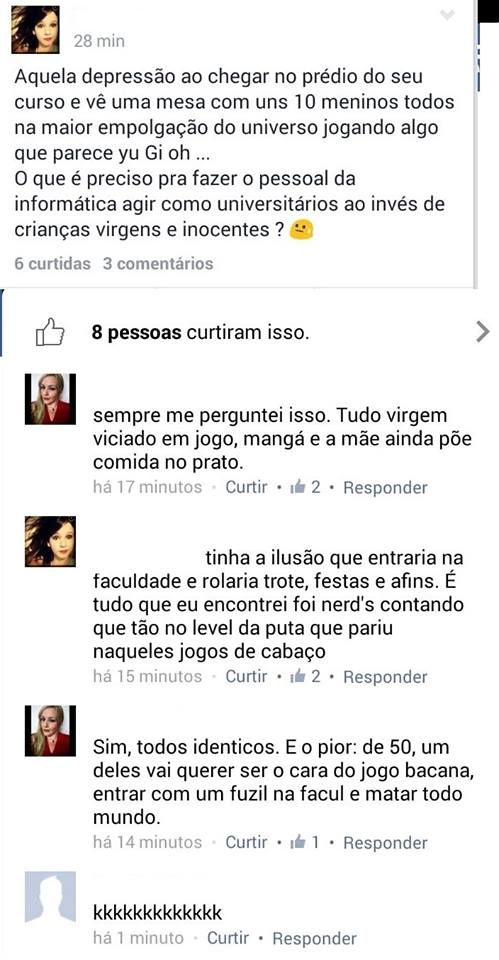 28 min
Aquela depressão ao chegar no prédio do seu
curso e vê uma mesa com uns 10 meninos todos
na maior empolgação do universo jogando algo
que parece yu Gi oh ...
O que é preciso pra fazer o pessoal da
informática agir como universitários ao invés de
crianças virgens e inocentes ? 😐
6 curtidas 3 comentários
8 pessoas curtiram isso.
sempre me perguntei isso. Tudo virgem
viciado em jogo, mangá e a mãe ainda põe
comida no prato.
há 17 minutos • Curtir • 2 • Responder
tinha a ilusão que entraria na
faculdade e rolaria trote, festas e afins. É
tudo que eu encontrei foi nerd's contando
que tão no level da puta que pariu
naqueles jogos de cabaço
há 15 minutos • Curtir • 2 • Responder
Sim, todos identicos. E o pior: de 50, um
deles vai querer ser o cara do jogo bacana,
entrar com um fuzil na facul e matar todo
mundo.
há 14 minutos • Curtir • 1 • Responder
kkkkkkkkkkkkk
há 1 minuto • Curtir • Responder